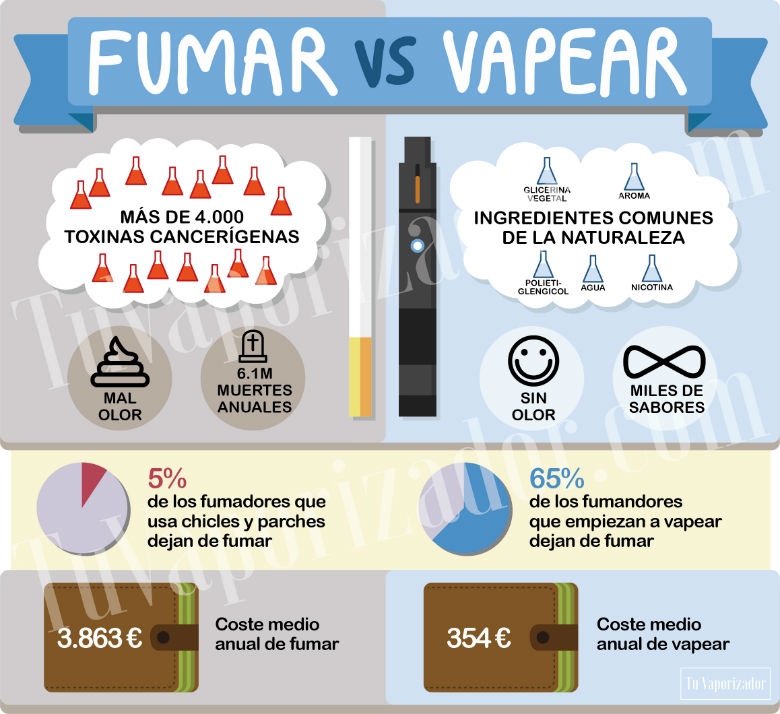 FUMAR VS VAPEAR
MÁS DE 4.000
TOXINAS CANCERÍGENAS
MAL
OLOR
6.1M
MUERTES
ANUALES
GLICERINA
VEGETAL
AROMA
INGREDIENTES COMUNES
DE LA NATURALEZA
POLIETI-
GLENGICOL
AGUA
NICOTINA
SIN
OLOR
MILES DE
SABORES
5%
de los fumadores que
usa chicles y parches
dejan de fumar
65%
de los fumandores
que empiezan a vapear
dejan de fumar
3.863 €
Coste medio
anual de fumar
354 €
Coste medio
anual de vapear
Tu Vaporizador
TuVaporizador.com
TuVaporizador.com